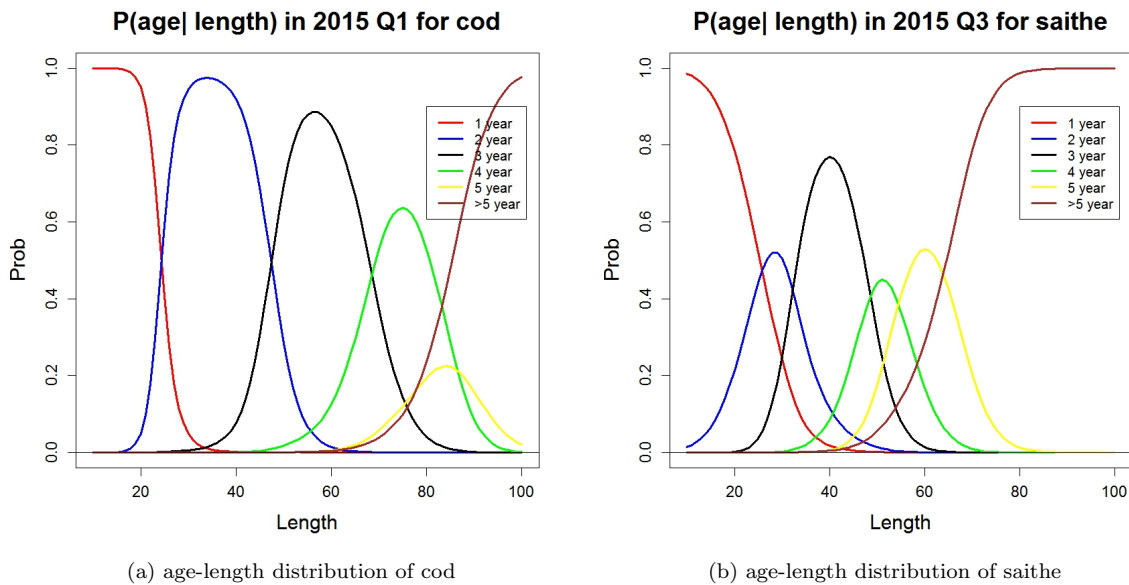 P(age| length) in 2015 Q1 for cod
Prob
1.0
0.8
0.6
0.4
0.2
0.0
1 year
2 year
3 year
4 year
5 year
>5 year
20 40 60 80 100
Length
(a) age-length distribution of cod
P(age| length) in 2015 Q3 for saithe
Prob
1.0
0.8
0.6
0.4
0.2
0.0
1 year
2 year
3 year
4 year
5 year
>5 year
20 40 60 80 100
Length
(b) age-length distribution of saithe